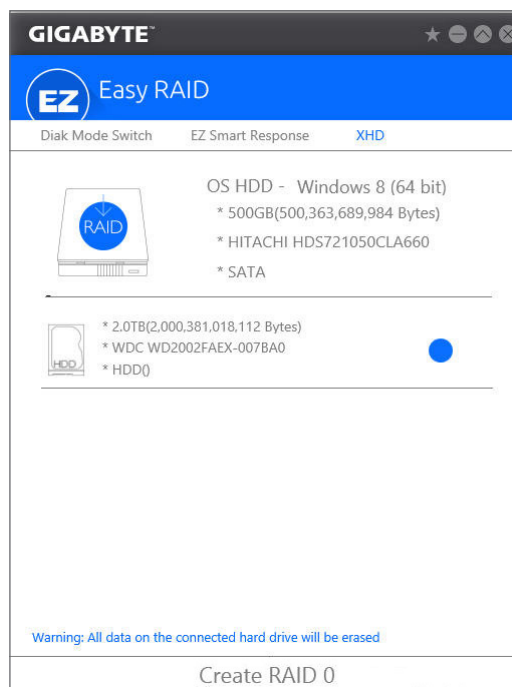 GIGABYTE™
EZ Easy RAID
Diak Mode Switch EZ Smart Response XHD
OS HDD - Windows 8 (64 bit)
* 500GB(500,363,689,984 Bytes)
RAID
* HITACHI HDS721050CLA660
* SATA
* 2.0TB(2,000,381,018,112 Bytes)
* WDC WD2002FAEX-007BA0
HDD
* HDD()
Warning: All data on the connected hard drive will be erased
Create RAID 0